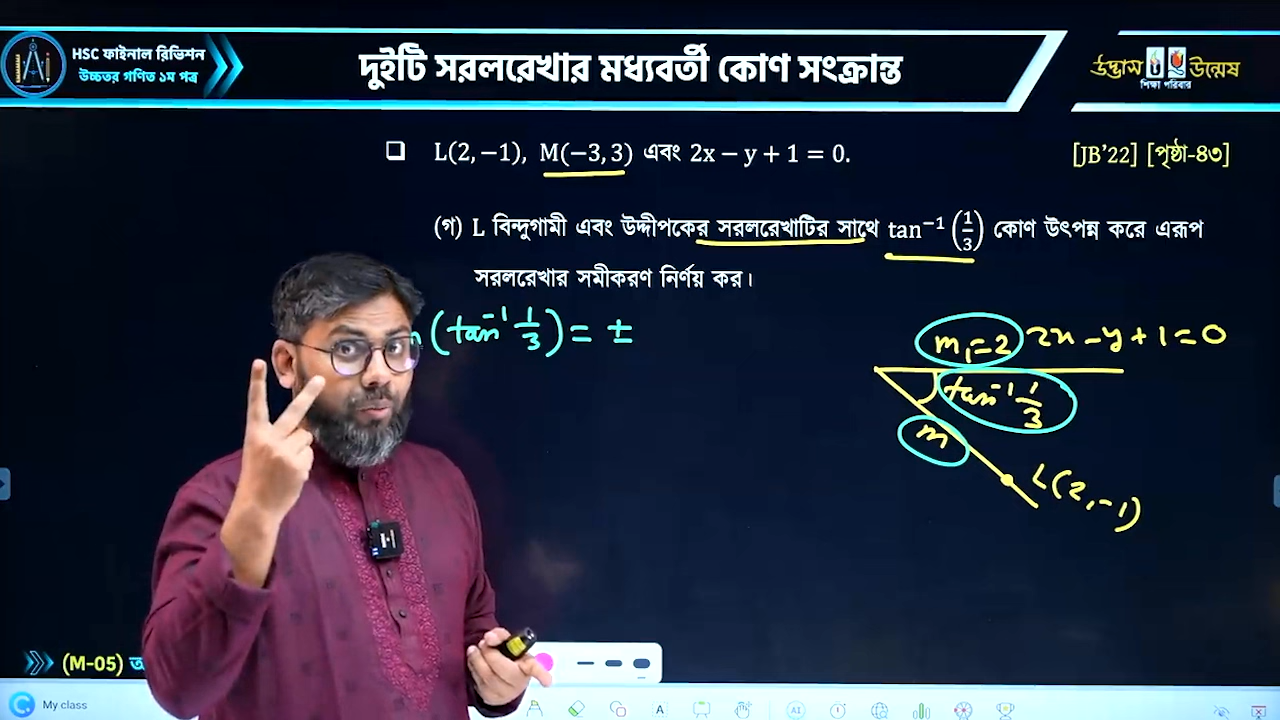 HSC ফাইনাল রিভিশন
উচ্চতর গণিত ১ম পত্র
দুইটি সরলরেখার মধ্যবর্তী কোণ সংক্রান্ত
উদ্ভাস উন্মেষ
শিক্ষা পরিবার
❑ L(2,−1), M(−3,3) এবং 2x − y + 1 = 0. [JB'22] [পৃষ্ঠা-৪৩]
(গ) L বিন্দুগামী এবং উদ্দীপকের সরলরেখাটির সাথে tan⁻¹(1/3) কোণ উৎপন্ন করে এরূপ
সরলরেখার সমীকরণ নির্ণয় কর।
(tan⁻¹ 1/3) = ±
m₁=2 2x−y+1=0
tan⁻¹ 1/3
m
L(2,−1)
(M-05)
My class
A
AI